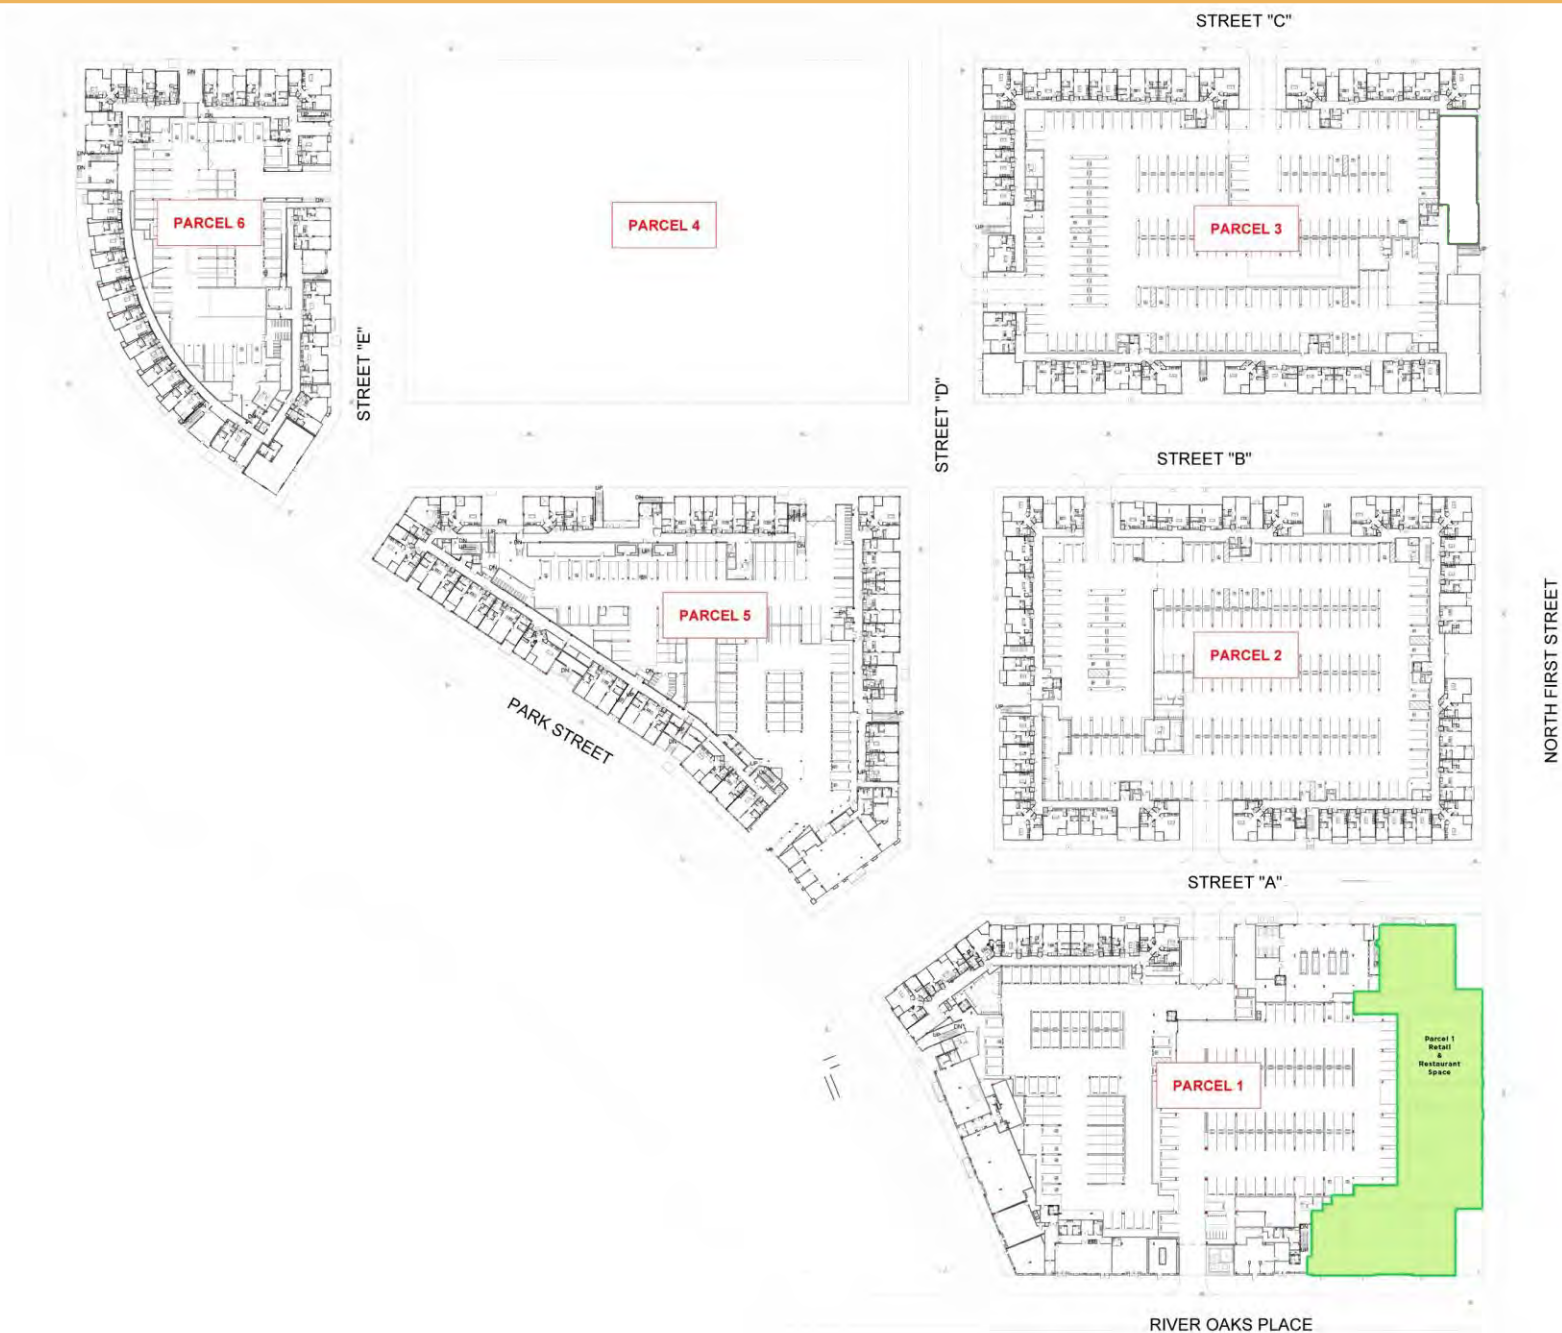 STREET "C"
PARCEL 6
PARCEL 4
PARCEL 3
STREET "E"
STREET "D"
STREET "B"
PARCEL 5
PARCEL 2
NORTH FIRST STREET
PARK STREET
STREET "A"
Parcel 1
Retail
&
Restaurant
Space
PARCEL 1
RIVER OAKS PLACE